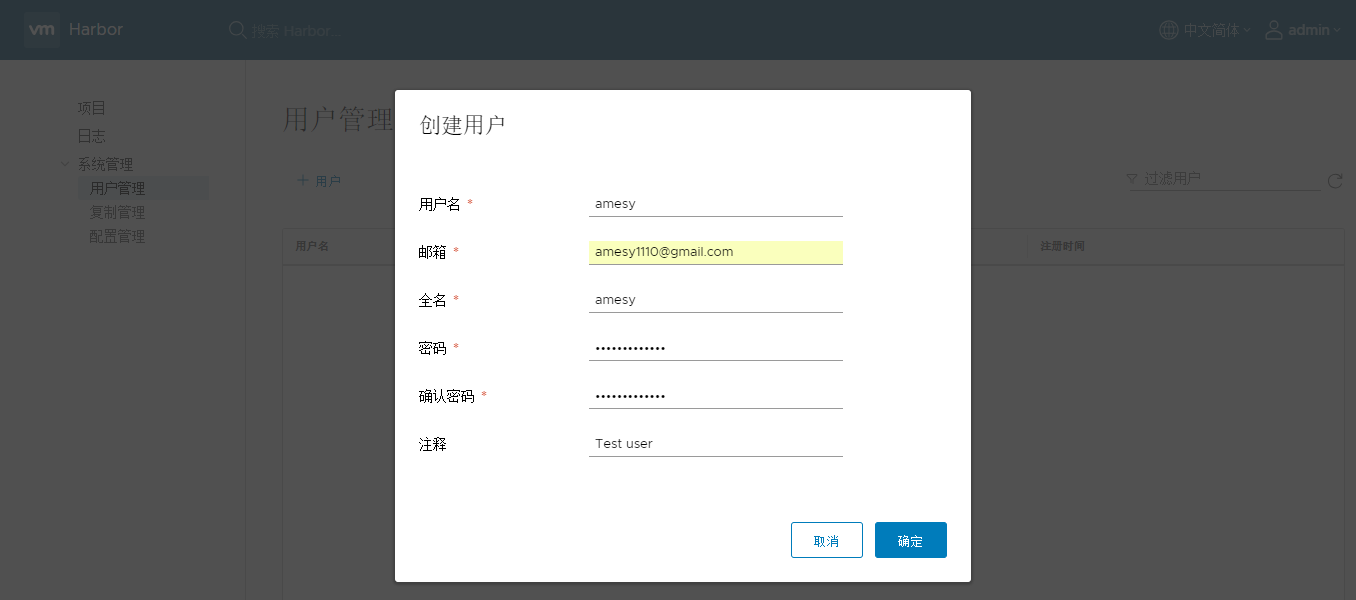 vm Harbor 搜索 Harbor... 中文简体 admin
项目
日志
系统管理
用户管理
复制管理
配置管理
用户管理
+ 用户
过滤用户
用户名 注册时间
创建用户
用户名 * amesy
邮箱 * amesy1110@gmail.com
全名 * amesy
密码 * •••••••••••••
确认密码 * •••••••••••••
注释 Test user
取消 确定